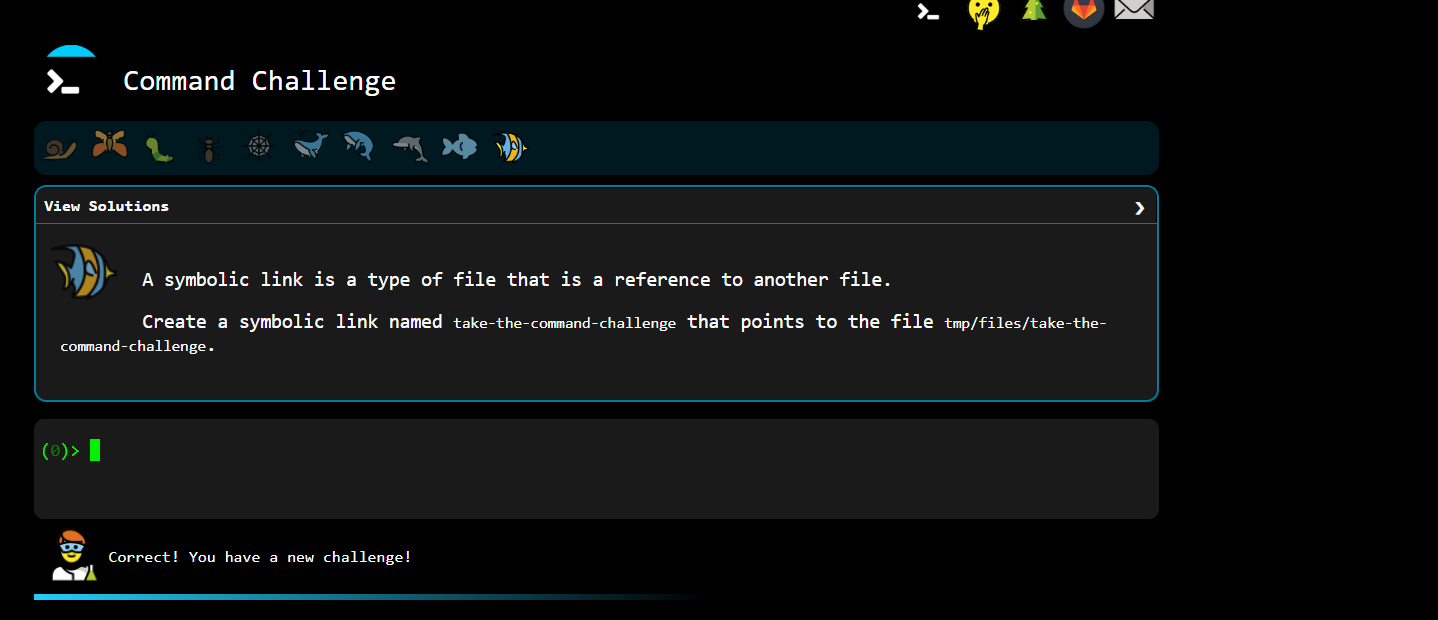 Command Challenge
View Solutions
A symbolic link is a type of file that is a reference to another file.
Create a symbolic link named take-the-command-challenge that points to the file tmp/files/take-the-
command-challenge.
(0)>
Correct! You have a new challenge!